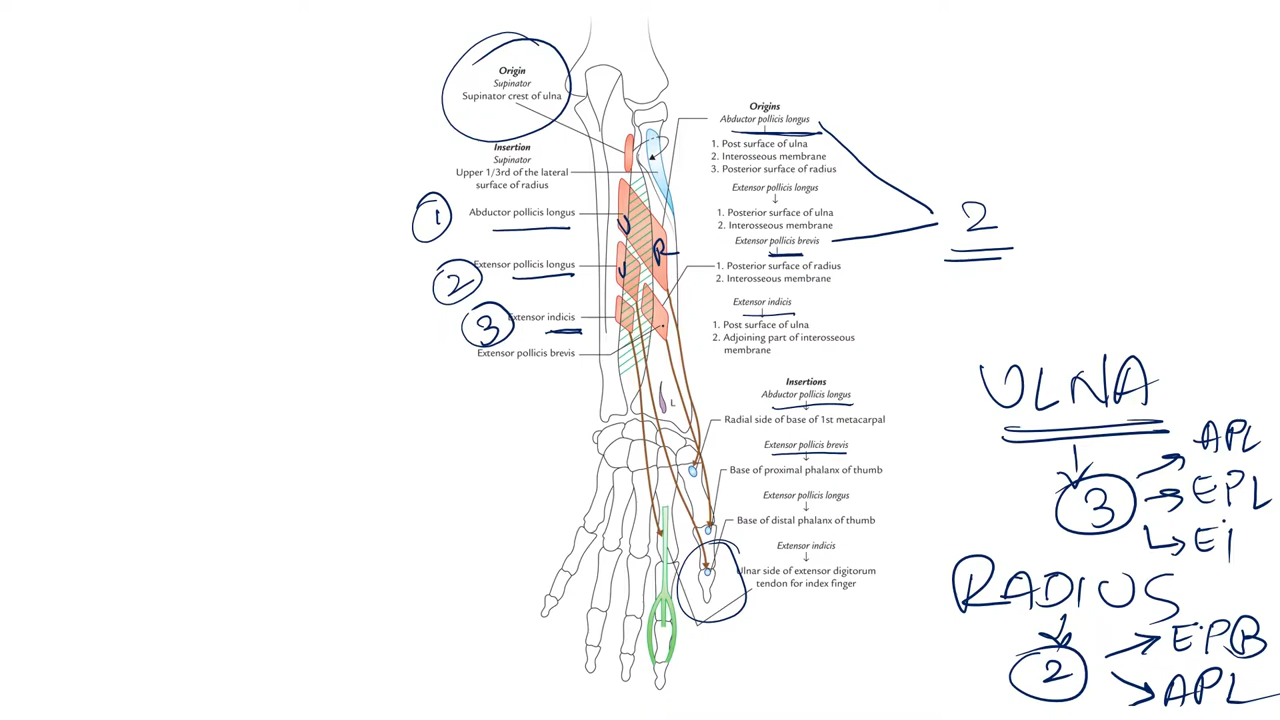 Origin
Supinator
Supinator crest of ulna
Insertion
Supinator
Upper 1/3rd of the lateral
surface of radius
1
Abductor pollicis longus
2
Extensor pollicis longus
3
Extensor indicis
Extensor pollicis brevis
U
R
U
L
Origins
Abductor pollicis longus
1. Post surface of ulna
2. Interosseous membrane
3. Posterior surface of radius
Extensor pollicis longus
1. Posterior surface of ulna
2. Interosseous membrane
Extensor pollicis brevis
1. Posterior surface of radius
2. Interosseous membrane
Extensor indicis
1. Post surface of ulna
2. Adjoining part of interosseous
membrane
Insertions
Abductor pollicis longus
Radial side of base of 1st metacarpal
Extensor pollicis brevis
Base of proximal phalanx of thumb
Extensor pollicis longus
Base of distal phalanx of thumb
Extensor indicis
Ulnar side of extensor digitorum
tendon for index finger
2
ULNA
3
APL
EPL
Ei
RADIUS
2
EPB
APL